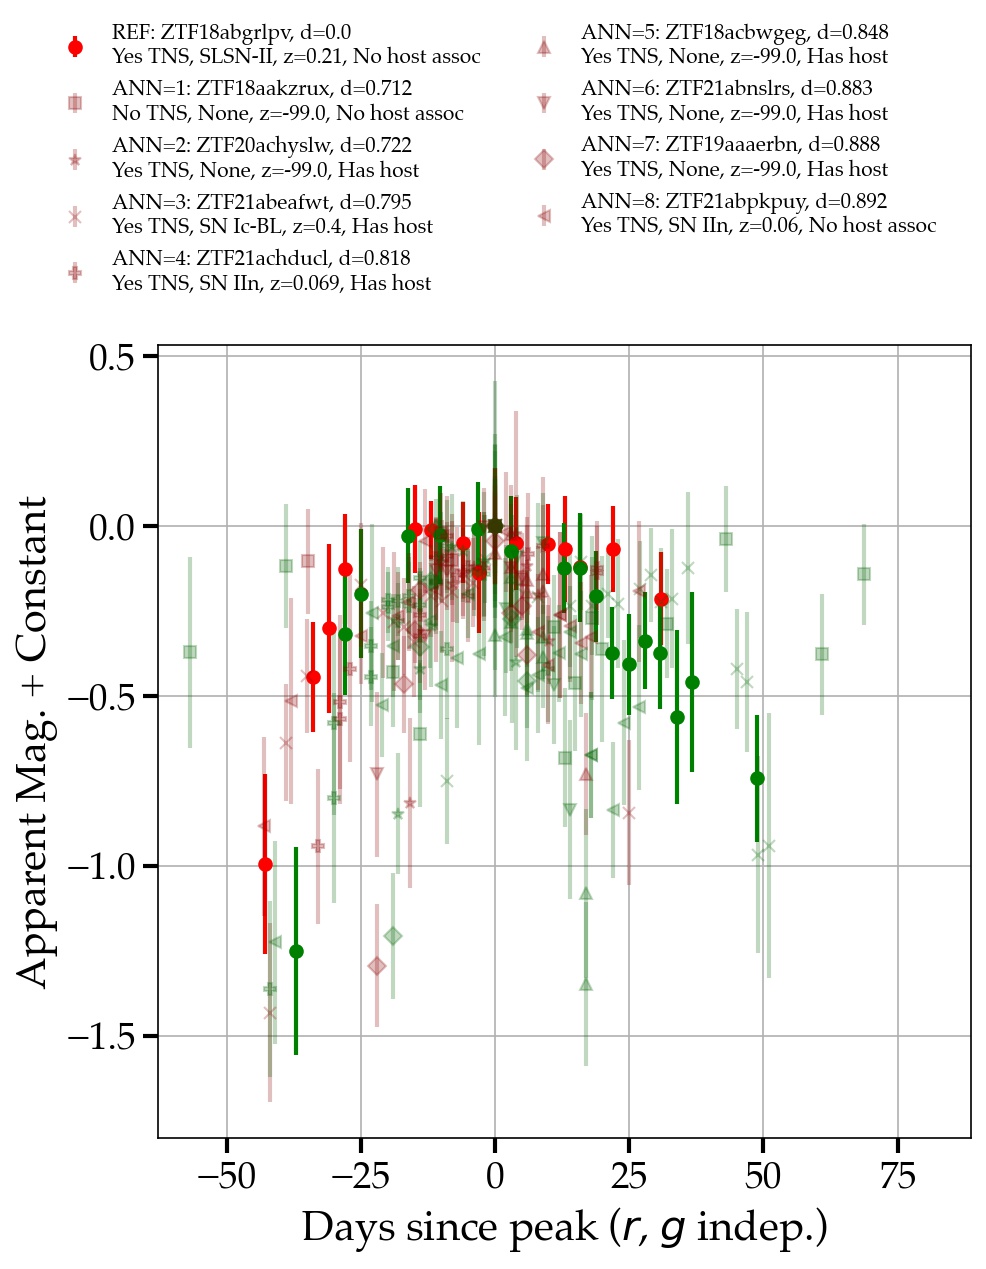 REF: ZTF18abgrlpv, d=0.0
Yes TNS, SLSN-II, z=0.21, No host assoc
ANN=1: ZTF18aakzrux, d=0.712
No TNS, None, z=-99.0, No host assoc
ANN=2: ZTF20achyslw, d=0.722
Yes TNS, None, z=-99.0, Has host
ANN=3: ZTF21abeafwt, d=0.795
Yes TNS, SN Ic-BL, z=0.4, Has host
ANN=4: ZTF21achducl, d=0.818
Yes TNS, SN IIn, z=0.069, Has host
ANN=5: ZTF18acbwgeg, d=0.848
Yes TNS, None, z=-99.0, Has host
ANN=6: ZTF21abnslrs, d=0.883
Yes TNS, None, z=-99.0, Has host
ANN=7: ZTF19aaaerbn, d=0.888
Yes TNS, None, z=-99.0, Has host
ANN=8: ZTF21abpkpuy, d=0.892
Yes TNS, SN IIn, z=0.06, No host assoc
Apparent Mag. + Constant
0.5
0.0
−0.5
−1.0
−1.5
−50
−25
0
25
50
75
Days since peak (r, g indep.)